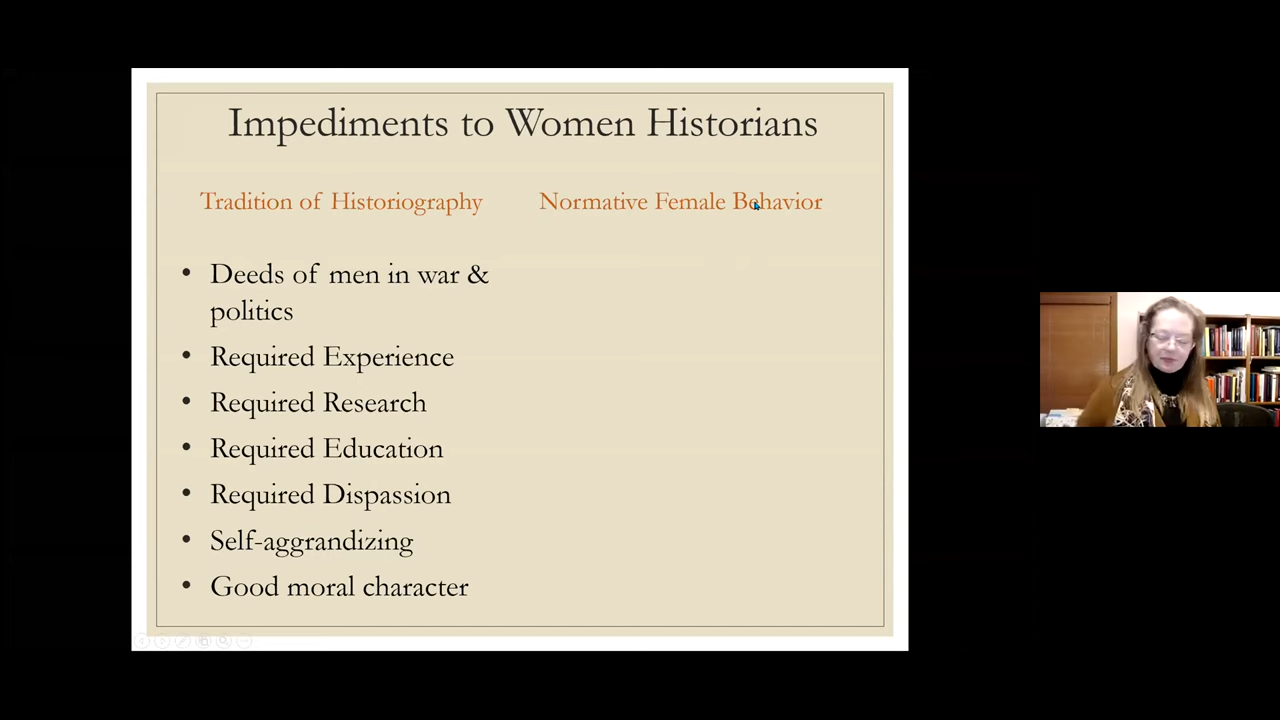 Impediments to Women Historians
Tradition of Historiography
Normative Female Behavior
• Deeds of men in war &
politics
• Required Experience
• Required Research
• Required Education
• Required Dispassion
• Self-aggrandizing
• Good moral character